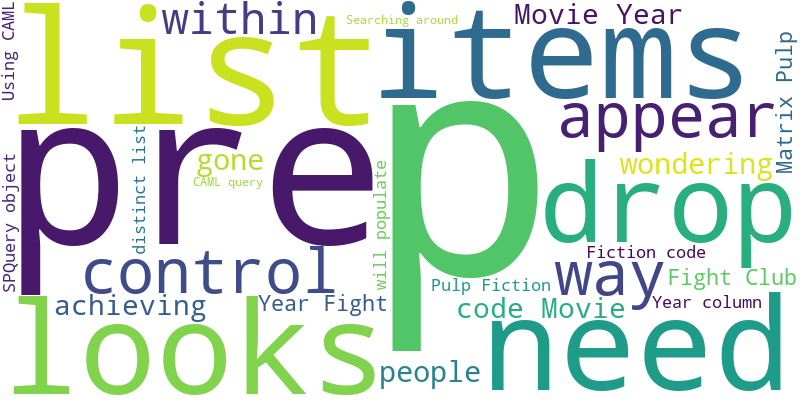 Using CAML
list
within
Searching around
items
Movie Year
Matrix Pulp
pre
p
appear
gone
CAML query
distinct list
SPQuery object
will populate
wondering
drop
control
way
Fiction code
Fight Club
Pulp Fiction
Year column
achieving
Year Fight
code Movie
looks
people
need